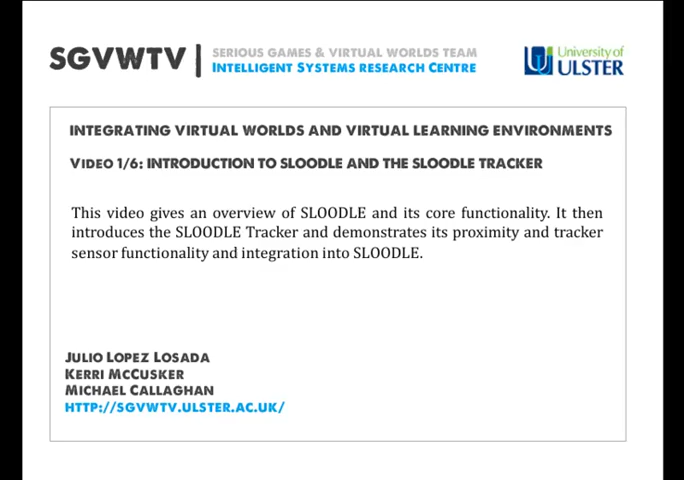 SGVWTV | SERIOUS GAMES & VIRTUAL WORLDS TEAM
INTELLIGENT SYSTEMS RESEARCH CENTRE
University of
ULSTER
INTEGRATING VIRTUAL WORLDS AND VIRTUAL LEARNING ENVIRONMENTS
VIDEO 1/6: INTRODUCTION TO SLOODLE AND THE SLOODLE TRACKER
This video gives an overview of SLOODLE and its core functionality. It then
introduces the SLOODLE Tracker and demonstrates its proximity and tracker
sensor functionality and integration into SLOODLE.
JULIO LOPEZ LOSADA
KERRI MCCUSKER
MICHAEL CALLAGHAN
HTTP://SGVWTV.ULSTER.AC.UK/